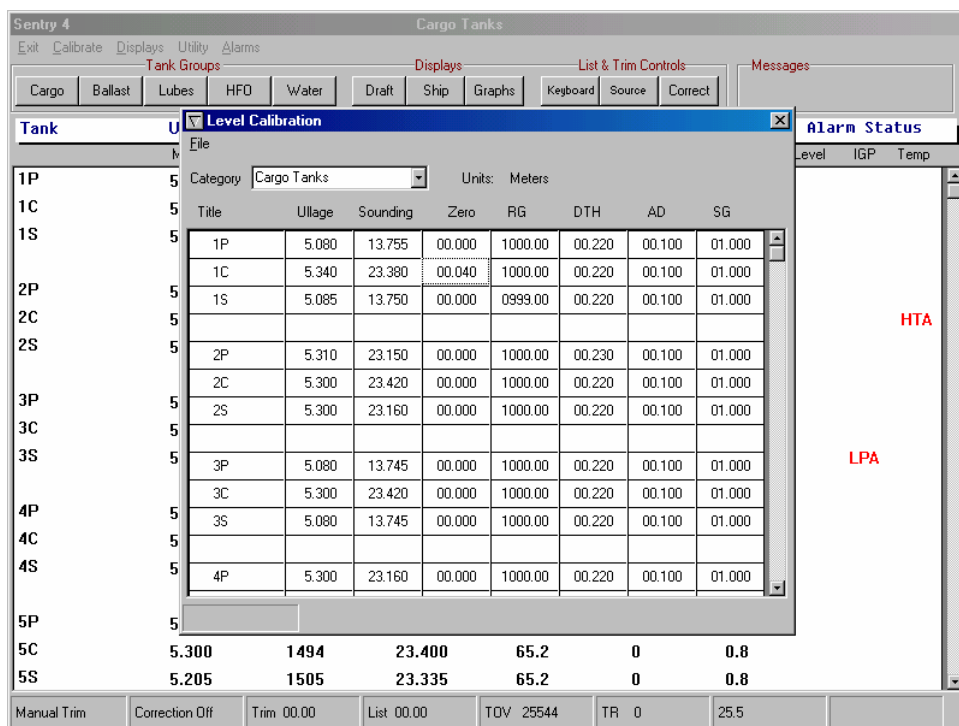 Sentry 4 Cargo Tanks
Exit Calibrate Displays Utility Alarms
Tank Groups Displays List & Trim Controls Messages
Cargo Ballast Lubes HFO Water Draft Ship Graphs Keyboard Source Correct
Tank U Alarm Status
M Level IGP Temp
Level Calibration
File
Category Cargo Tanks Units: Meters
Title Ullage Sounding Zero RG DTH AD SG
1P 5.080 13.755 00.000 1000.00 00.220 00.100 01.000
1C 5.340 23.380 00.040 1000.00 00.220 00.100 01.000
1S 5.085 13.750 00.000 0999.00 00.220 00.100 01.000
2P 5.310 23.150 00.000 1000.00 00.230 00.100 01.000
2C 5.300 23.420 00.000 1000.00 00.220 00.100 01.000
2S 5.300 23.160 00.000 1000.00 00.220 00.100 01.000
3P 5.080 13.745 00.000 1000.00 00.220 00.100 01.000
3C 5.300 23.420 00.000 1000.00 00.220 00.100 01.000
3S 5.080 13.745 00.000 1000.00 00.220 00.100 01.000
4P 5.300 23.160 00.000 1000.00 00.220 00.100 01.000
1P 5
1C 5
1S 5
2P 5
2C 5 HTA
2S 5
3P 5
3C 5
3S 5 LPA
4P 5
4C 5
4S 5
5P 5
5C 5.300 1494 23.400 65.2 0 0.8
5S 5.205 1505 23.335 65.2 0 0.8
Manual Trim Correction Off Trim 00.00 List 00.00 TOV 25544 TR 0 25.5